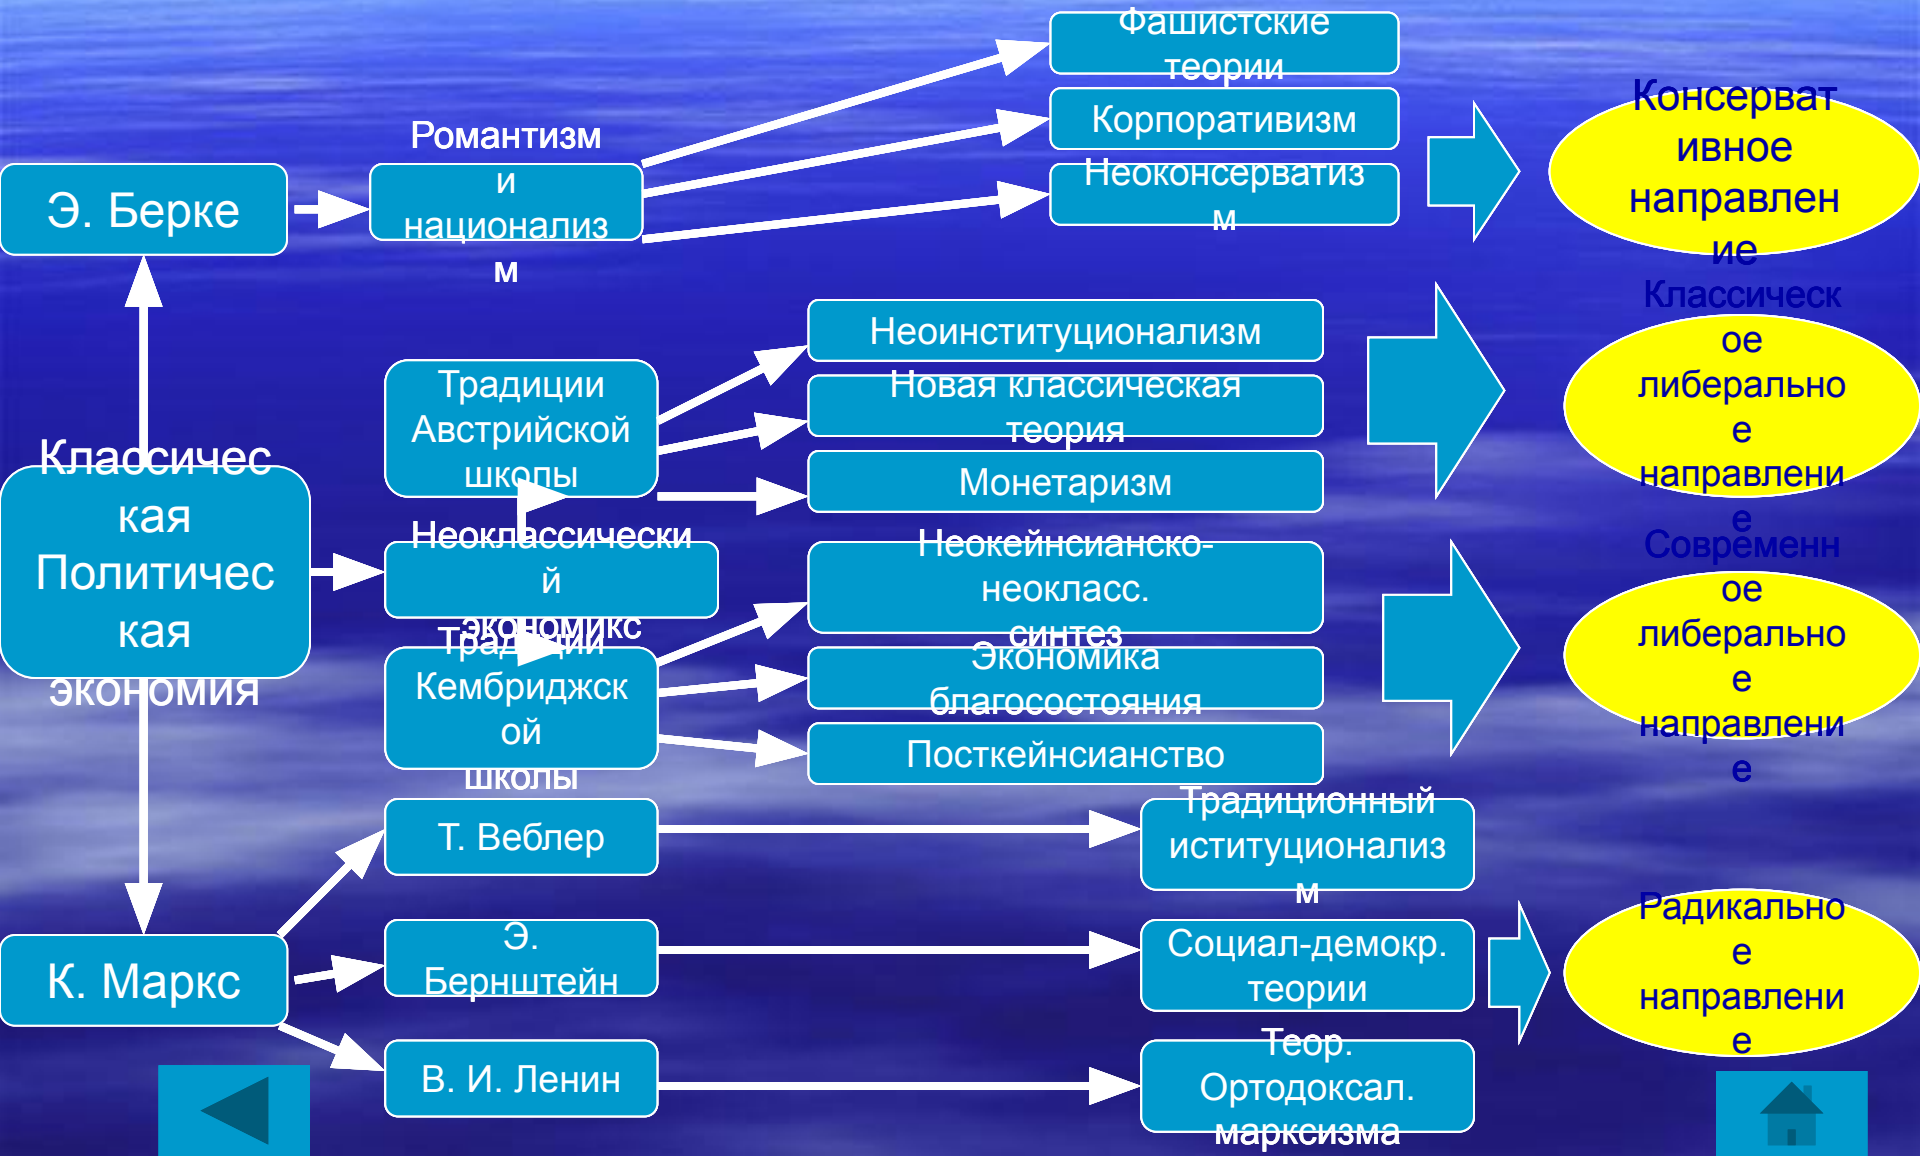 Фашистские
теории
Корпоративизм
Неоконсерватиз
м
Консерват
ивное
направлен
ие
Романтизм
и
национализ
м
Э. Берке
Неоинституционализм
Новая классическая
теория
Монетаризм
Классическ
ое
либерально
е
направлени
е
Традиции
Австрийской
школы
Классичес
кая
Политичес
кая
экономия
Неоклассически
й
экономикс
Неокейнсианско-
неокласс.
синтез
Экономика
благосостояния
Посткейнсианство
Современн
ое
либерально
е
направлени
е
Традиции
Кембриджск
ой
школы
Т. Веблер
Традиционный
иституционализ
м
К. Маркс
Э.
Бернштейн
Социал-демокр.
теории
Радикально
е
направлени
е
В. И. Ленин
Теор.
Ортодоксал.
марксизма